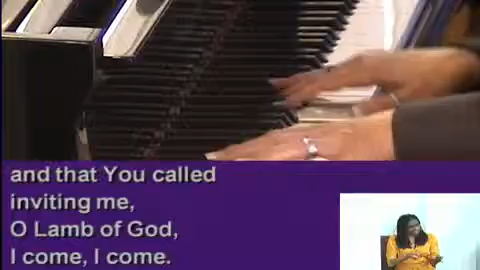 and that You called
inviting me,
O Lamb of God,
I come, I come.